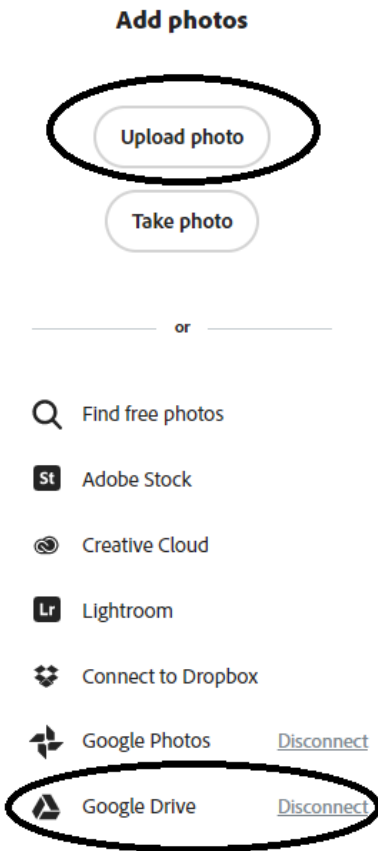 Add photos
Upload photo
Take photo
or
Find free photos
St Adobe Stock
Creative Cloud
Lr Lightroom
Connect to Dropbox
Google Photos Disconnect
Google Drive Disconnect